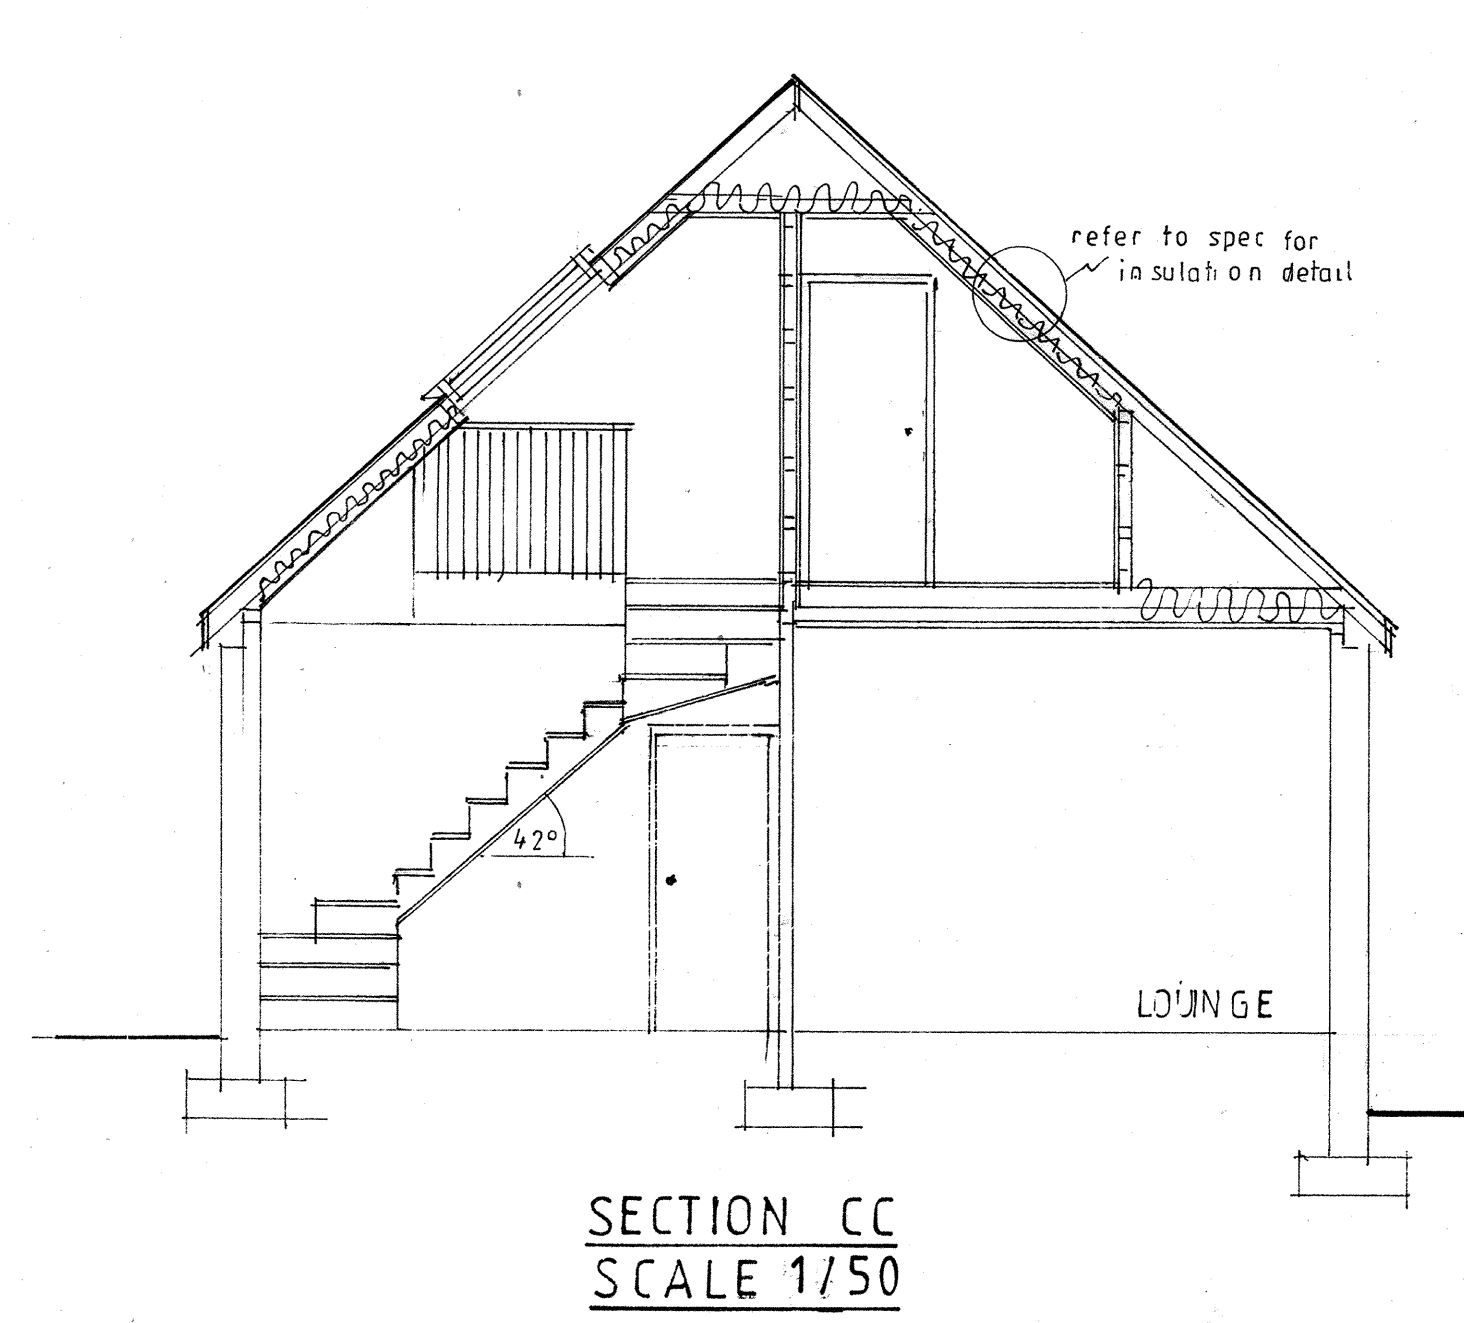 refer to spec for
insulation detail
42°
LOUNGE
SECTION CC
SCALE 1/50